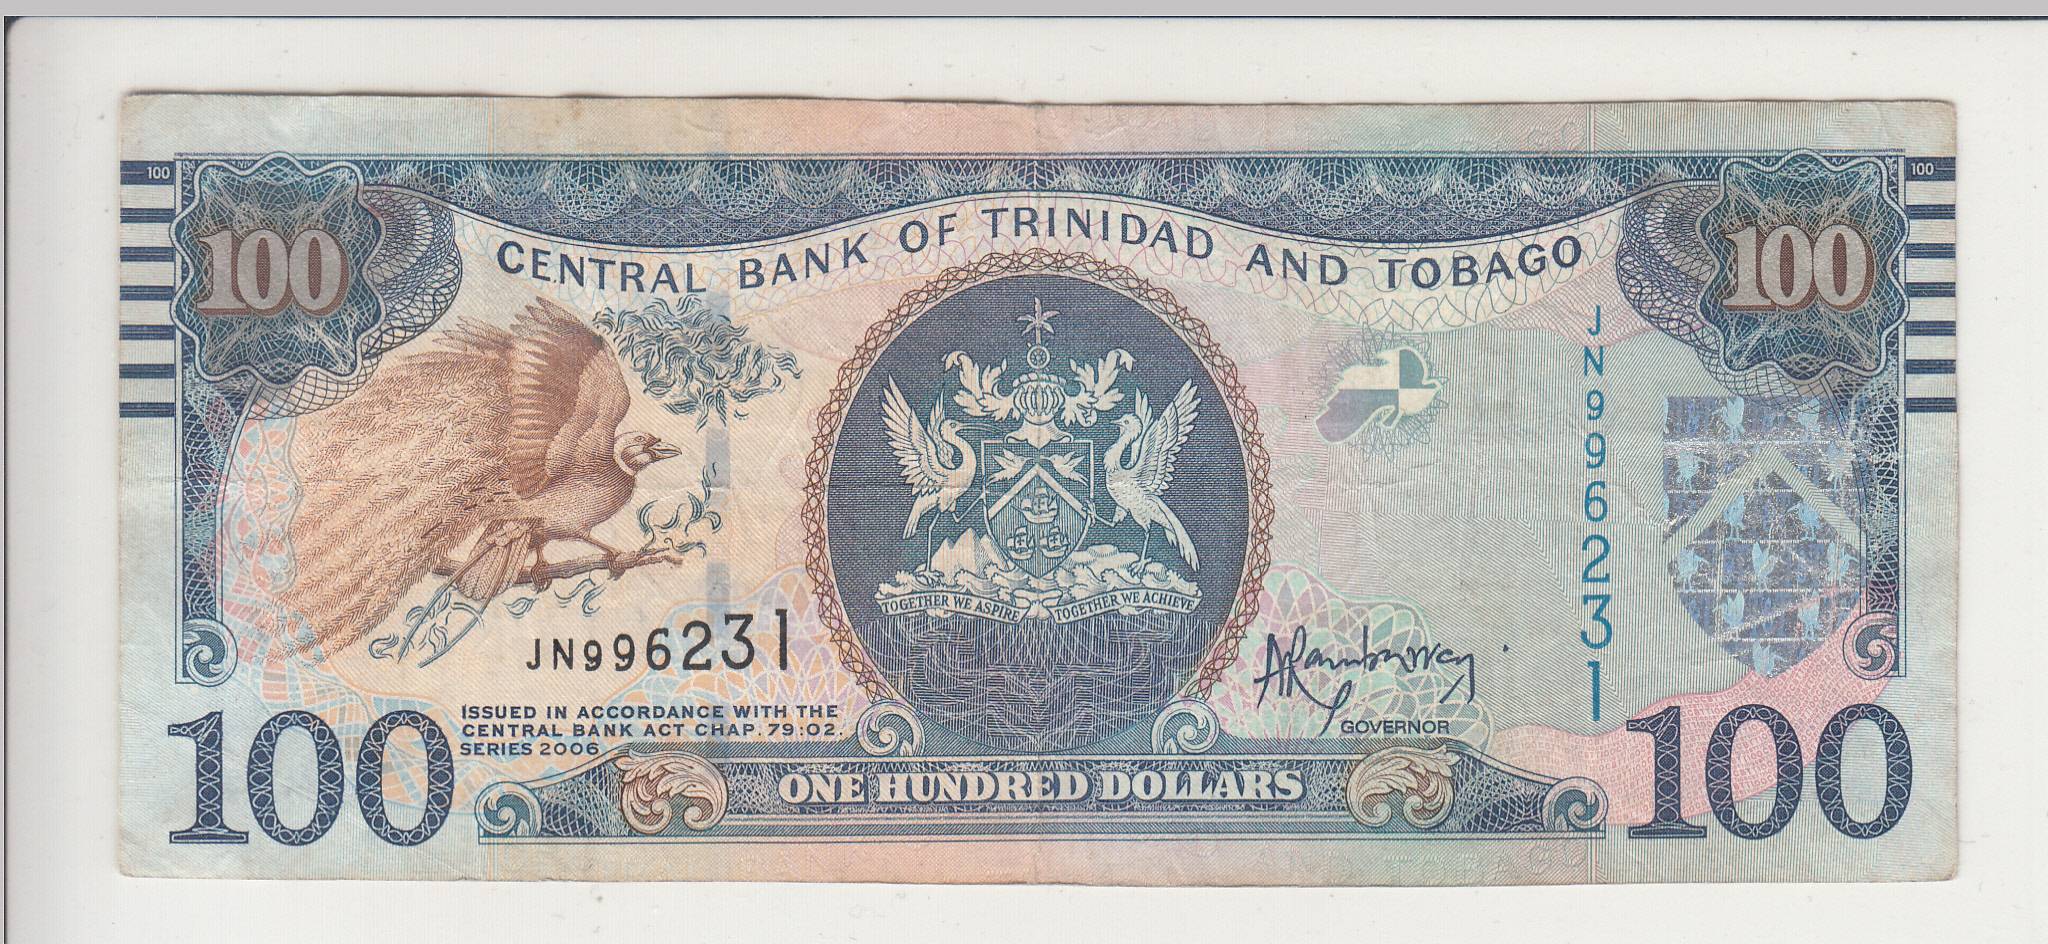 100
100
100
100
CENTRAL BANK OF TRINIDAD AND TOBAGO
JN996231
TOGETHER WE ASPIRE TOGETHER WE ACHIEVE
JN996231
ISSUED IN ACCORDANCE WITH THE
CENTRAL BANK ACT CHAP. 79:02.
SERIES 2006
GOVERNOR
100
ONE HUNDRED DOLLARS
100